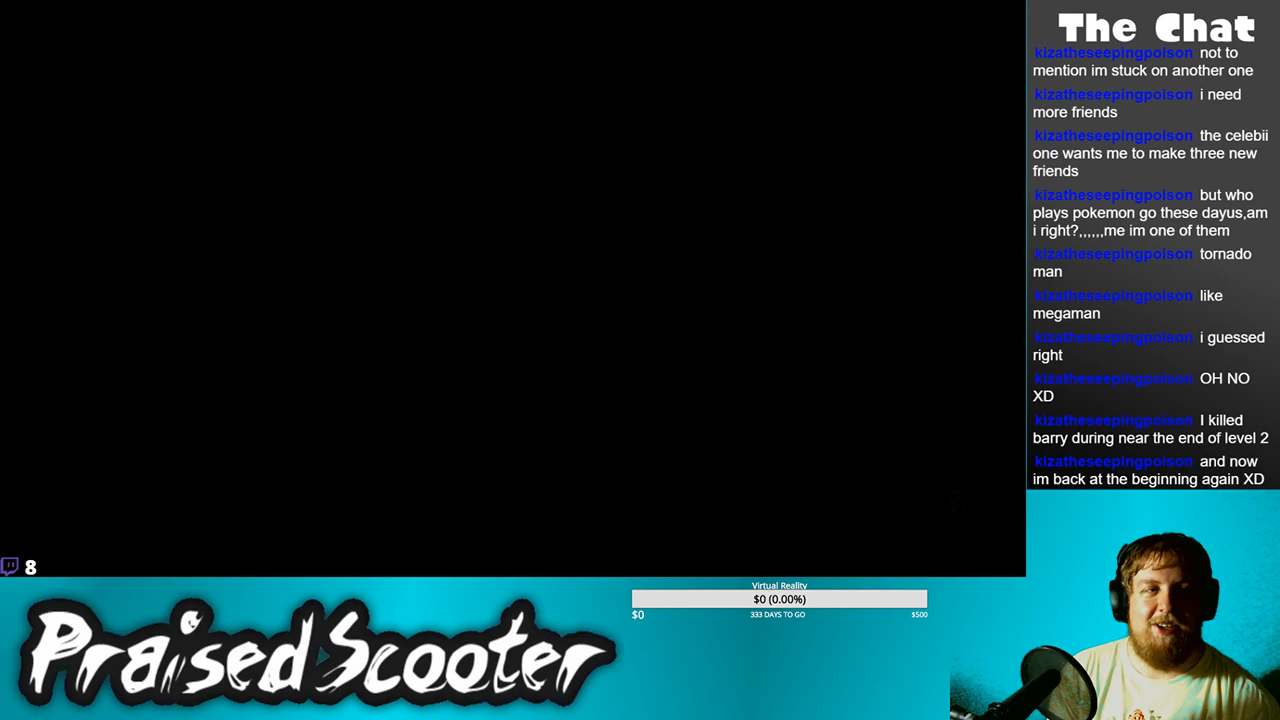 The Chat
kizatheseepingpoison not to
mention im stuck on another one
kizatheseepingpoison i need
more friends
kizatheseepingpoison the celebii
one wants me to make three new
friends
kizatheseepingpoison but who
plays pokemon go these dayus,am
i right?,,,,,,me im one of them
kizatheseepingpoison tornado
man
kizatheseepingpoison like
megaman
kizatheseepingpoison i guessed
right
kizatheseepingpoison OH NO
XD
kizatheseepingpoison I killed
barry during near the end of level 2
kizatheseepingpoison and now
im back at the beginning again XD
8
Virtual Reality
$0 (0.00%)
$0 333 DAYS TO GO $500
PraisedScooter